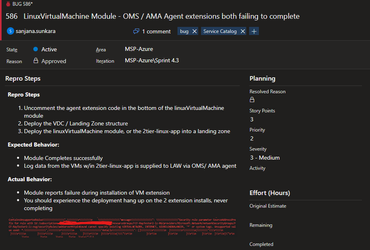 BUG 586*
586 LinuxVirtualMachine Module - OMS / AMA Agent extensions both failing to complete
sanjana.sunkara
1 comment
bug × Service Catalog × +
State Active Area MSP-Azure
Reason Approved Iteration MSP-Azure\Sprint 4.3
Repro Steps
Repro Steps
1. Uncomment the agent extension code in the bottom of the linuxVirtualMachine module
2. Deploy the VDC / Landing Zone structure
3. Deploy the linuxVirtualMachine module, or the 2tier-linux-app into a landing zone
Expected Behavior:
• Module Completes successfully
• Log data from the VMs w/in 2tier-linux-app is supplied to LAW via OMS/ AMA agent
Actual Behavior:
• Module reports failure during installation of VM extension
• You should experience the deployment hang up on the 2 extension installs, never completing
Planning
Resolved Reason
Story Points
3
Priority
2
Severity
3 - Medium
Activity
Effort (Hours)
Original Estimate
Remaining
Completed